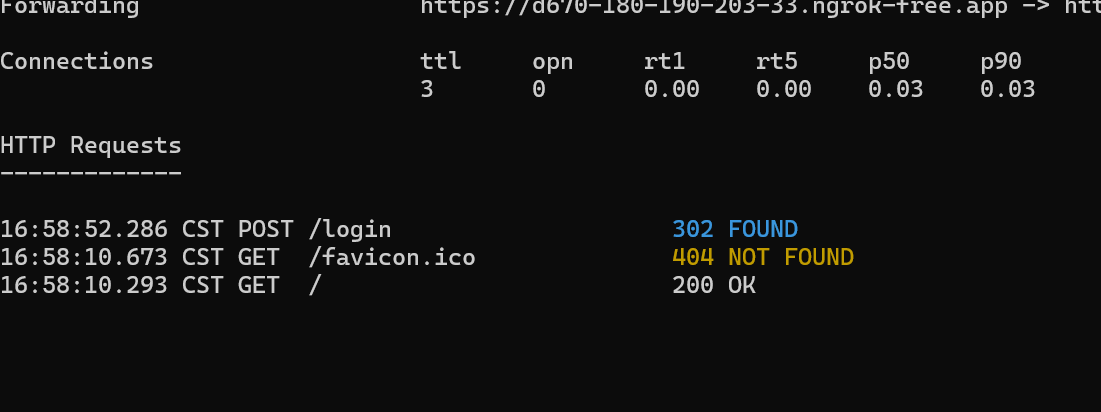 Forwarding https://d670-180-190-203-33.ngrok-free.app -> htt
Connections ttl opn rt1 rt5 p50 p90
3 0 0.00 0.00 0.03 0.03
HTTP Requests
-------------
16:58:52.286 CST POST /login 302 FOUND
16:58:10.673 CST GET /favicon.ico 404 NOT FOUND
16:58:10.293 CST GET / 200 OK